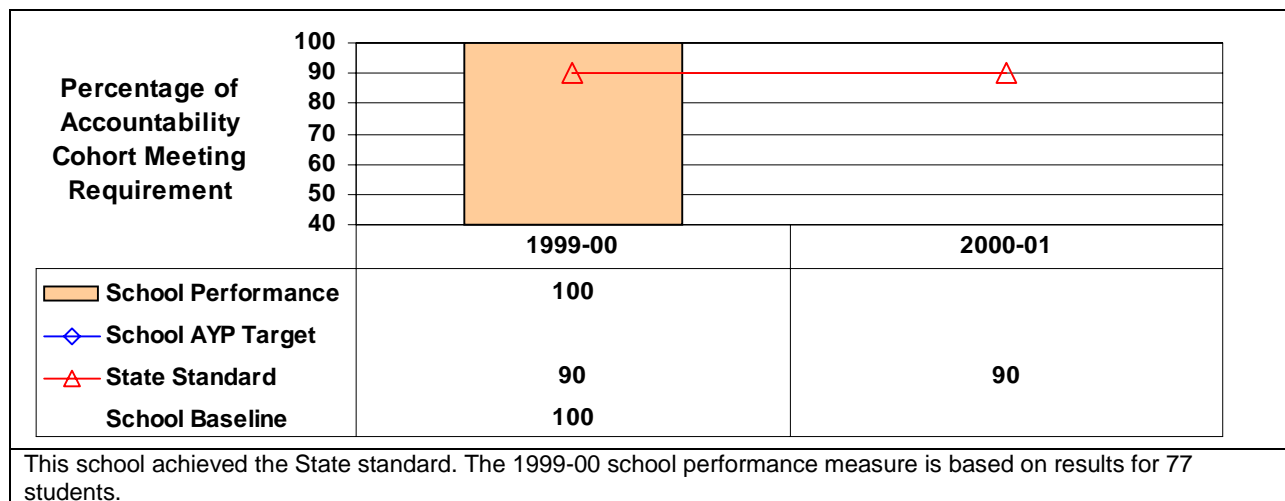 Percentage of
Accountability
Cohort Meeting
Requirement
100
90
80
70
60
50
40
1999-00 2000-01
School Performance 100
School AYP Target
State Standard 90 90
School Baseline 100
This school achieved the State standard. The 1999-00 school performance measure is based on results for 77
students.